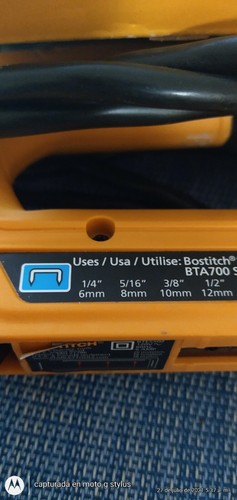 Uses / Usa / Utilise: Bostitch®
BTA700 S
1/4" 5/16" 3/8" 1/2"
6mm 8mm 10mm 12mm
capturada en moto g stylus